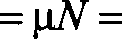 = μN =